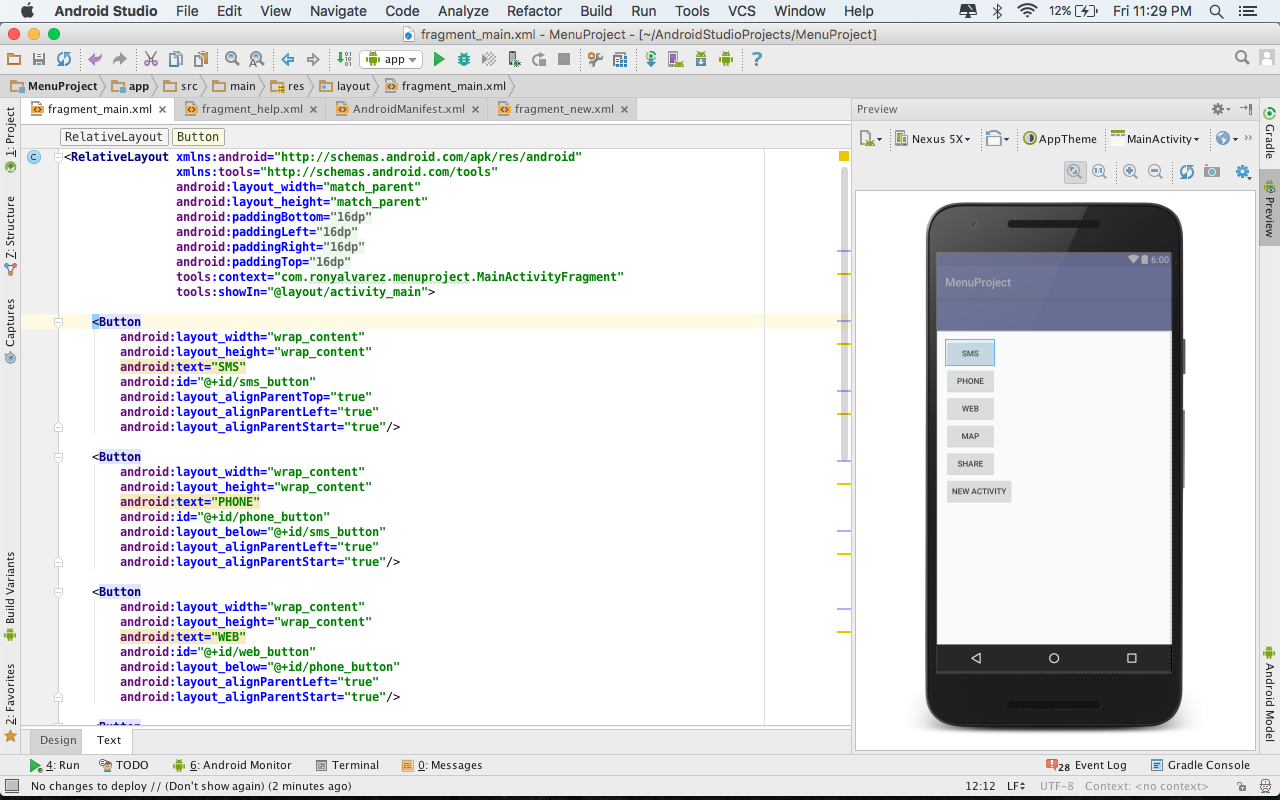 Android Studio File Edit View Navigate Code Analyze Refactor Build Run Tools VCS Window Help 12% Fri 11:29 PM
fragment_main.xml - MenuProject - [~/AndroidStudioProjects/MenuProject]
app
MenuProject app src main res layout fragment_main.xml
fragment_main.xml fragment_help.xml AndroidManifest.xml fragment_new.xml
RelativeLayout Button
<RelativeLayout xmlns:android="http://schemas.android.com/apk/res/android"
xmlns:tools="http://schemas.android.com/tools"
android:layout_width="match_parent"
android:layout_height="match_parent"
android:paddingBottom="16dp"
android:paddingLeft="16dp"
android:paddingRight="16dp"
android:paddingTop="16dp"
tools:context="com.ronyalvarez.menuproject.MainActivityFragment"
tools:showIn="@layout/activity_main">
<Button
android:layout_width="wrap_content"
android:layout_height="wrap_content"
android:text="SMS"
android:id="@+id/sms_button"
android:layout_alignParentTop="true"
android:layout_alignParentLeft="true"
android:layout_alignParentStart="true"/>
<Button
android:layout_width="wrap_content"
android:layout_height="wrap_content"
android:text="PHONE"
android:id="@+id/phone_button"
android:layout_below="@+id/sms_button"
android:layout_alignParentLeft="true"
android:layout_alignParentStart="true"/>
<Button
android:layout_width="wrap_content"
android:layout_height="wrap_content"
android:text="WEB"
android:id="@+id/web_button"
android:layout_below="@+id/phone_button"
android:layout_alignParentLeft="true"
android:layout_alignParentStart="true"/>
<Button
Design Text
1: Project
7: Structure
Captures
Build Variants
2: Favorites
Preview
Nexus 5X AppTheme MainActivity
6:00
MenuProject
SMS
PHONE
WEB
MAP
SHARE
NEW ACTIVITY
Gradle
Preview
Android Model
4: Run TODO 6: Android Monitor Terminal 0: Messages 28 Event Log Gradle Console
No changes to deploy // (Don't show again) (2 minutes ago) 12:12 LF UTF-8 Context: <no context>